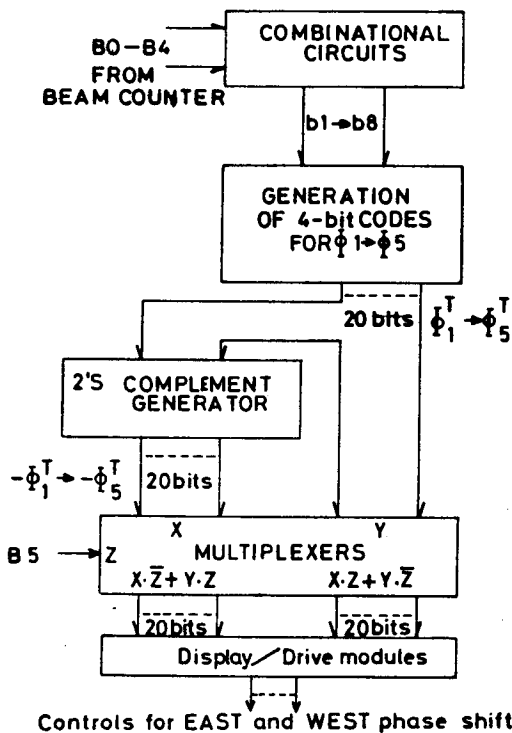 COMBINATIONAL
CIRCUITS
B0-B4
FROM
BEAM COUNTER
b1→b8
GENERATION
OF 4-bit CODES
FOR ϕ1→ϕ5
20 bits
ϕ₁ᵀ→ϕ₅ᵀ
2'S COMPLEMENT
GENERATOR
-ϕ₁ᵀ→-ϕ₅ᵀ
20bits
X Y
B5
Z MULTIPLEXERS
X·Z̅+Y·Z X·Z+Y·Z̅
20bits 20bits
Display/Drive modules
Controls for EAST and WEST phase shift